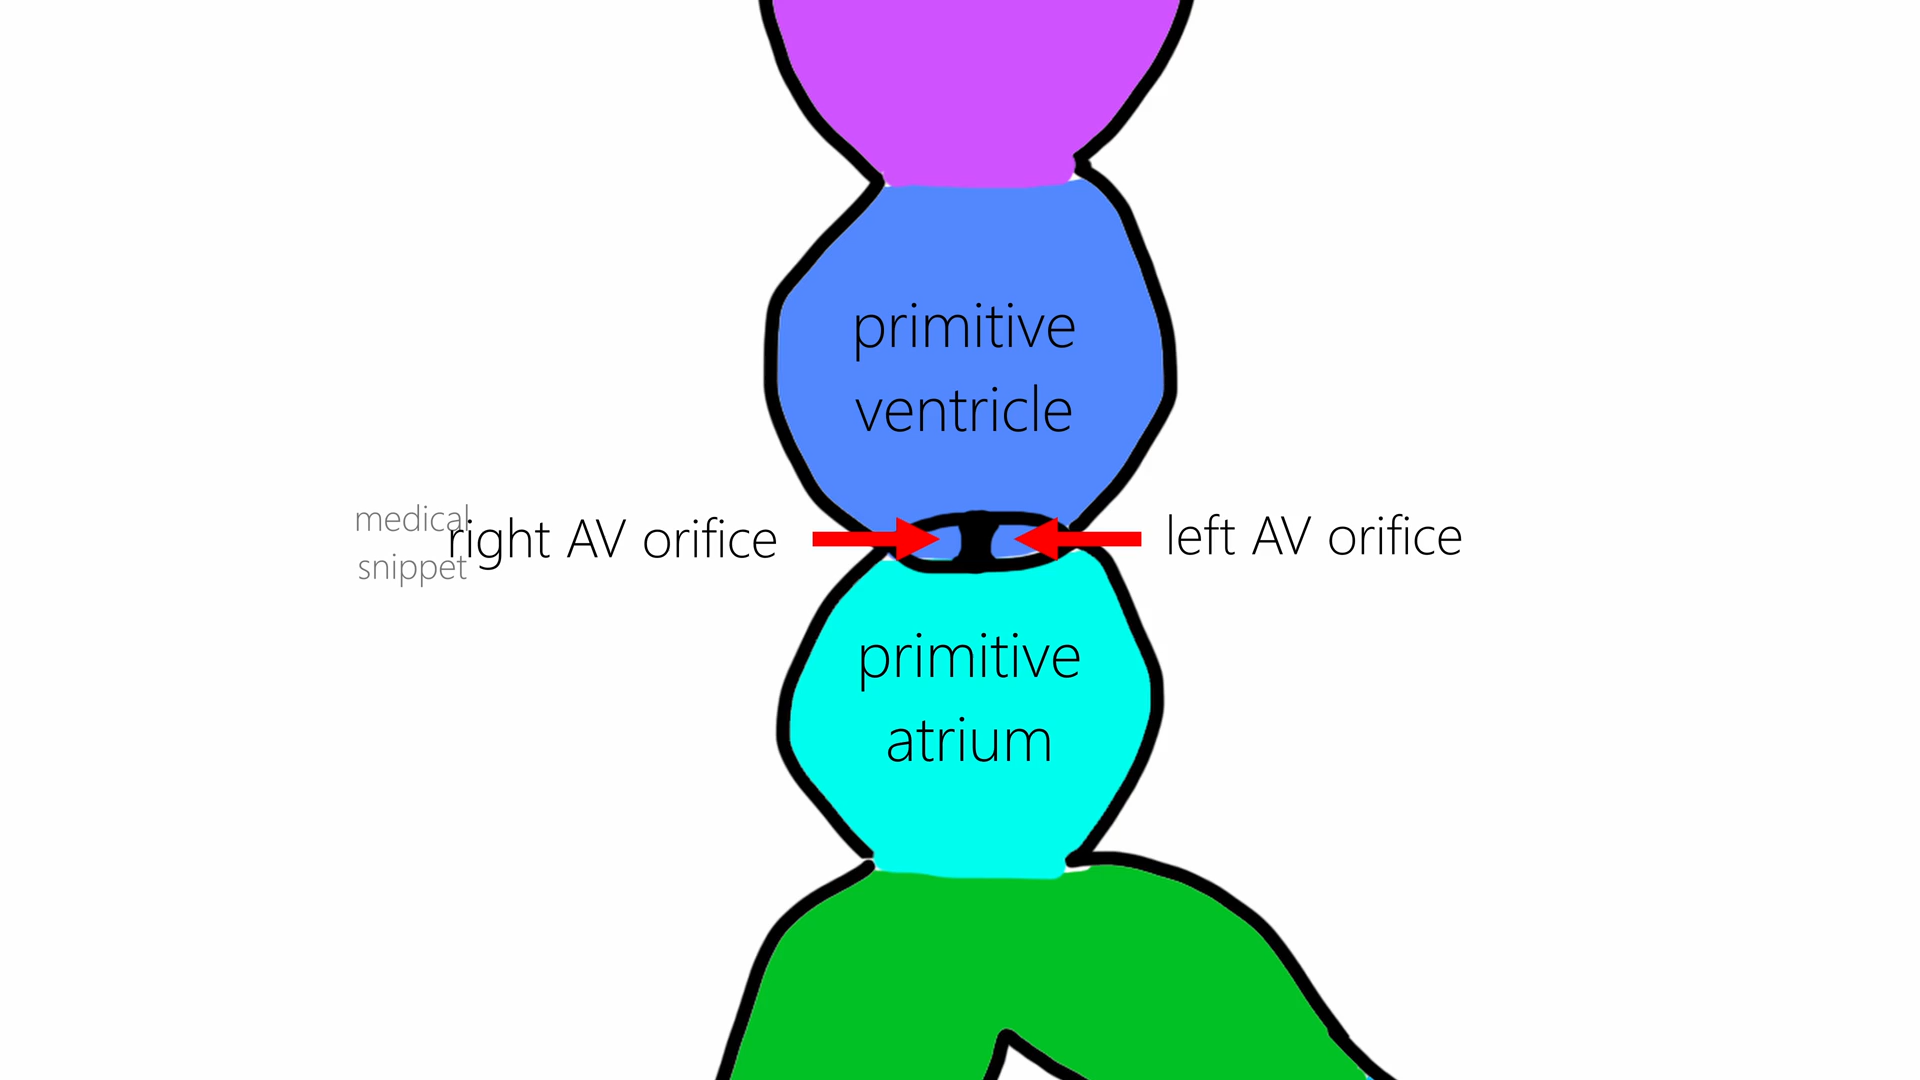 primitive
ventricle
medical
snippet
right AV orifice
left AV orifice
primitive
atrium